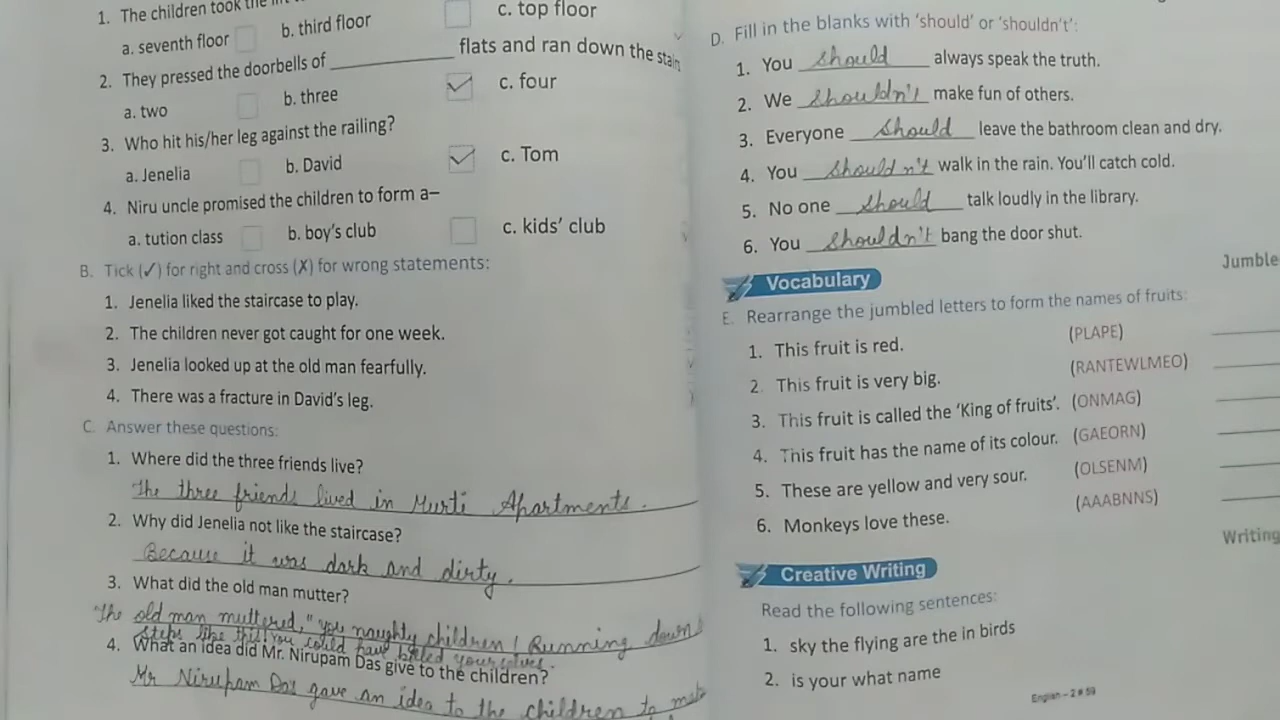 1. The children took the
a. seventh floor b. third floor c. top floor
2. They pressed the doorbells of ____________ flats and ran down the stair
a. two b. three c. four
3. Who hit his/her leg against the railing?
a. Jenelia b. David c. Tom
4. Niru uncle promised the children to form a–
a. tution class b. boy's club c. kids' club
B. Tick (✓) for right and cross (✗) for wrong statements:
1. Jenelia liked the staircase to play.
2. The children never got caught for one week.
3. Jenelia looked up at the old man fearfully.
4. There was a fracture in David's leg.
C. Answer these questions:
1. Where did the three friends live?
The three friends lived in Murti Apartments.
2. Why did Jenelia not like the staircase?
Because it was dark and dirty.
3. What did the old man mutter?
The old man muttered, "you naughty children! Running down
steps like this! You could have killed yourselves.
4. What an idea did Mr. Nirupam Das give to the children?
Mr Nirupam Das gave an idea to the children to
D. Fill in the blanks with 'should' or 'shouldn't':
1. You should always speak the truth.
2. We shouldn't make fun of others.
3. Everyone should leave the bathroom clean and dry.
4. You shouldn't walk in the rain. You'll catch cold.
5. No one should talk loudly in the library.
6. You shouldn't bang the door shut.
Jumble
Vocabulary
E. Rearrange the jumbled letters to form the names of fruits:
1. This fruit is red. (PLAPE)
2. This fruit is very big. (RANTEWLMEO)
3. This fruit is called the 'King of fruits'. (ONMAG)
4. This fruit has the name of its colour. (GAEORN)
5. These are yellow and very sour. (OLSENM)
6. Monkeys love these. (AAABNNS)
Writing
Creative Writing
Read the following sentences:
1. sky the flying are the in birds
2. is your what name
English – 2 # 59